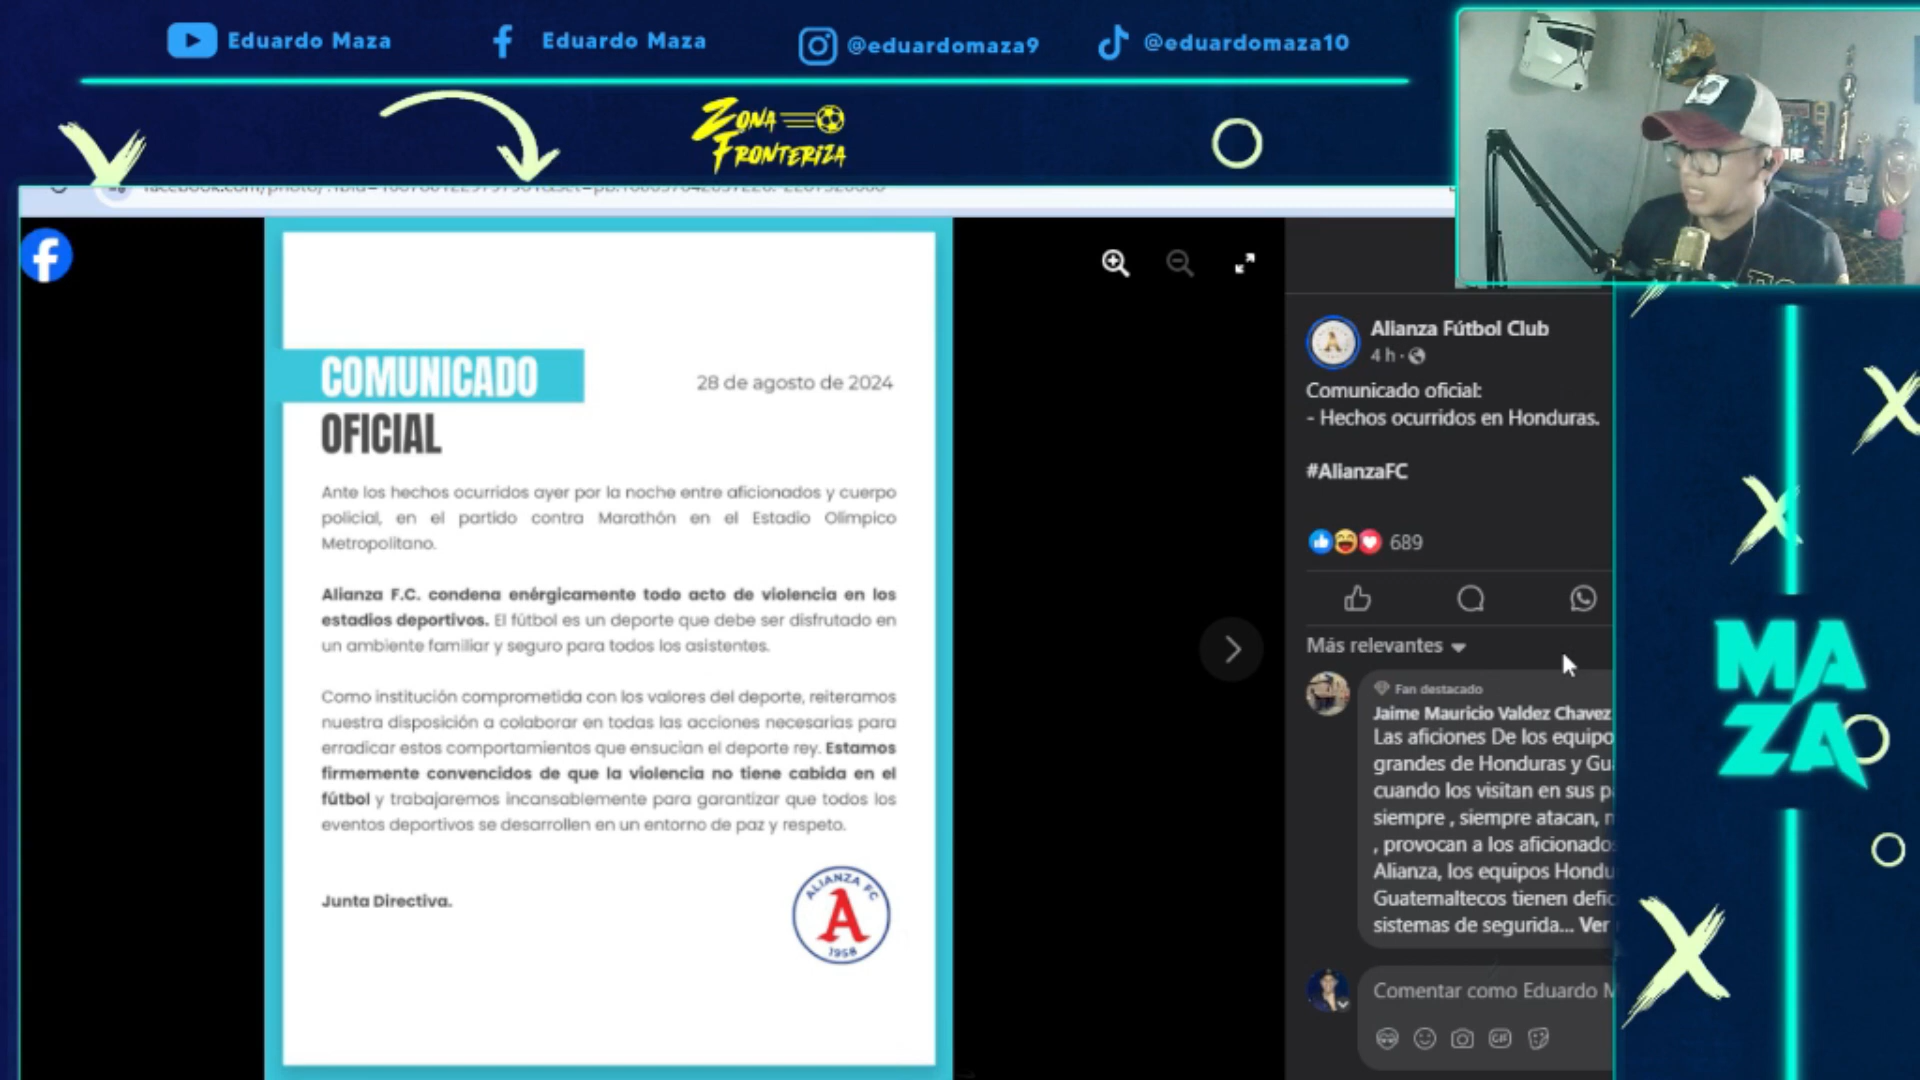 Eduardo Maza
Eduardo Maza
@eduardomaza9
@eduardomaza10
ZONA
FRONTERIZA
COMUNICADO
OFICIAL
28 de agosto de 2024
Ante los hechos ocurridos ayer por la noche entre aficionados y cuerpo
policial, en el partido contra Marathón en el Estadio Olímpico
Metropolitano.
Alianza F.C. condena enérgicamente todo acto de violencia en los
estadios deportivos. El fútbol es un deporte que debe ser disfrutado en
un ambiente familiar y seguro para todos los asistentes.
Como institución comprometida con los valores del deporte, reiteramos
nuestra disposición a colaborar en todas las acciones necesarias para
erradicar estos comportamientos que ensucian el deporte rey. Estamos
firmemente convencidos de que la violencia no tiene cabida en el
fútbol y trabajaremos incansablemente para garantizar que todos los
eventos deportivos se desarrollen en un entorno de paz y respeto.
Junta Directiva.
ALIANZA FC
A
1958
Alianza Fútbol Club
4 h
Comunicado oficial:
- Hechos ocurridos en Honduras.
#AlianzaFC
689
Más relevantes
Fan destacado
Jaime Mauricio Valdez Chavez
Las aficiones De los equipo
grandes de Honduras y Gu
cuando los visitan en sus p
siempre , siempre atacan,
, provocan a los aficionado
Alianza, los equipos Hondu
Guatemaltecos tienen defic
sistemas de segurida... Ver
Comentar como Eduardo M
GIF
MA
ZA